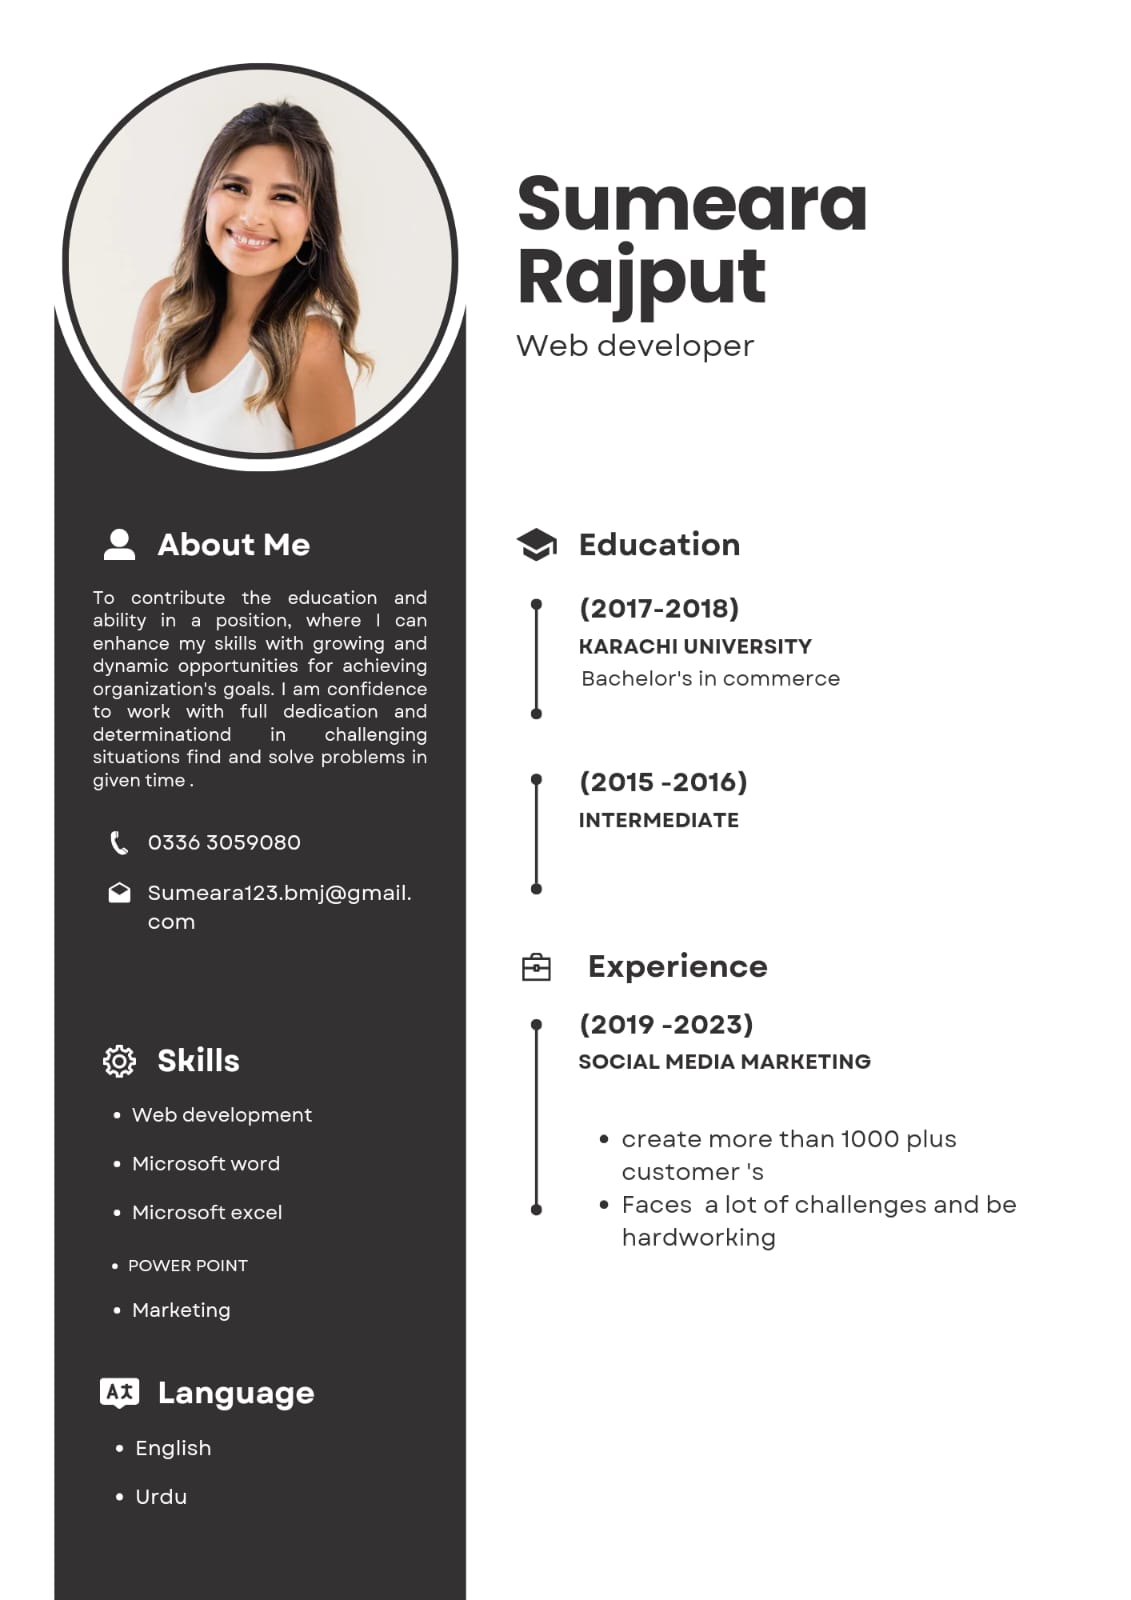 Sumeara
Rajput
Web developer
About Me
To contribute the education and
ability in a position, where I can
enhance my skills with growing and
dynamic opportunities for achieving
organization's goals. I am confidence
to work with full dedication and
determinationd in challenging
situations find and solve problems in
given time .
0336 3059080
Sumeara123.bmj@gmail.
com
Skills
• Web development
• Microsoft word
• Microsoft excel
• POWER POINT
• Marketing
Language
• English
• Urdu
Education
(2017-2018)
KARACHI UNIVERSITY
Bachelor's in commerce
(2015 -2016)
INTERMEDIATE
Experience
(2019 -2023)
SOCIAL MEDIA MARKETING
• create more than 1000 plus
customer 's
• Faces a lot of challenges and be
hardworking